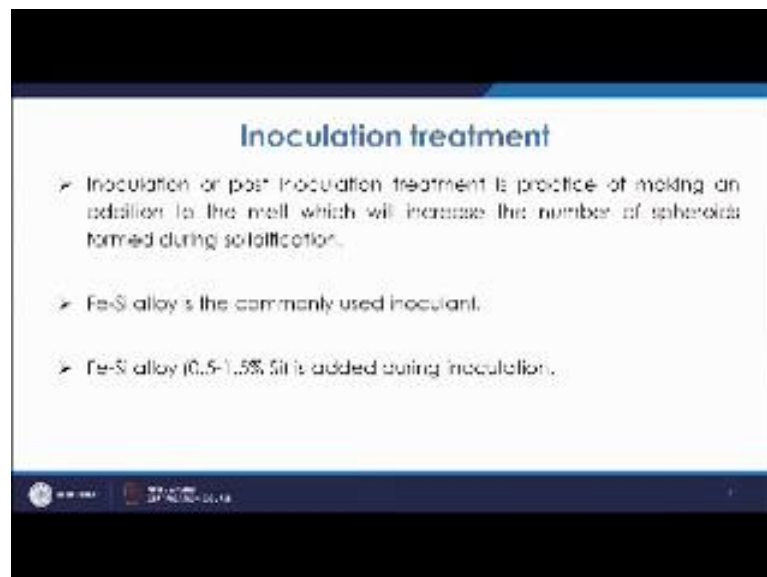 Inoculation treatment
➢ Inoculation or post inoculation treatment is practice of making an
addition to the melt which will increase the number of spheroids
formed during solidification.
➢ Fe-Si alloy is the commonly used inoculant.
➢ Fe-Si alloy (0.5-1.5% Si) is added during inoculation.